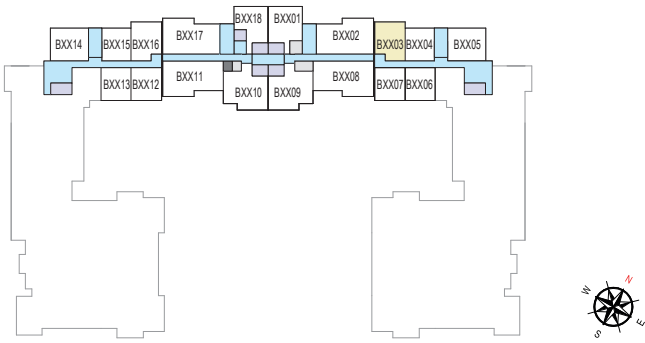 BXX18 BXX01
BXX14 BXX15 BXX16 BXX17 BXX02 BXX03 BXX04 BXX05
BXX13 BXX12 BXX11 BXX10 BXX09 BXX08 BXX07 BXX06
W N
S E